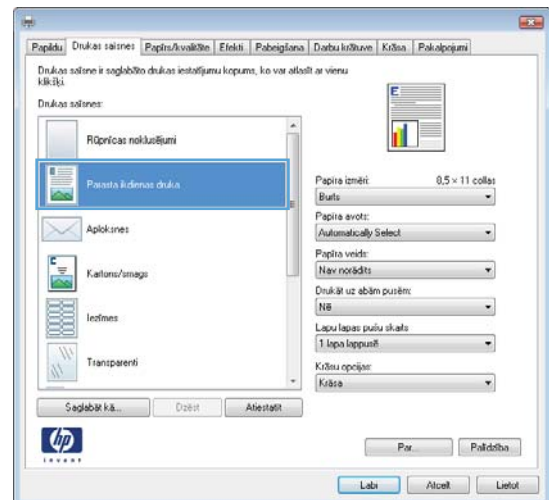 Papildu
Drukas saīsnes
Papīrs/kvalitāte
Efekti
Pabeigšana
Darbu krātuve
Krāsa
Pakalpojumi
Drukas saīsne ir saglabāto drukas iestatījumu kopums, ko var atlasīt ar vienu
klikšķi.
Drukas saīsnes:
Rūpnīcas noklusējumi
Parasta ikdienas druka
Aploksnes
Kartons/smags
Iezīmes
Transparenti
E
Papīra izmēri:
8,5 × 11 collas
Burts
Papīra avots:
Automatically Select
Papīra veids:
Nav norādīts
Drukāt uz abām pusēm:
Nē
Lapu lapas pušu skaits
1 lapa lappusē
Krāsu opcijas:
Krāsa
Saglabāt kā...
Dzēst
Atiestatīt
hp
invent
Par...
Palīdzība
Labi
Atcelt
Lietot